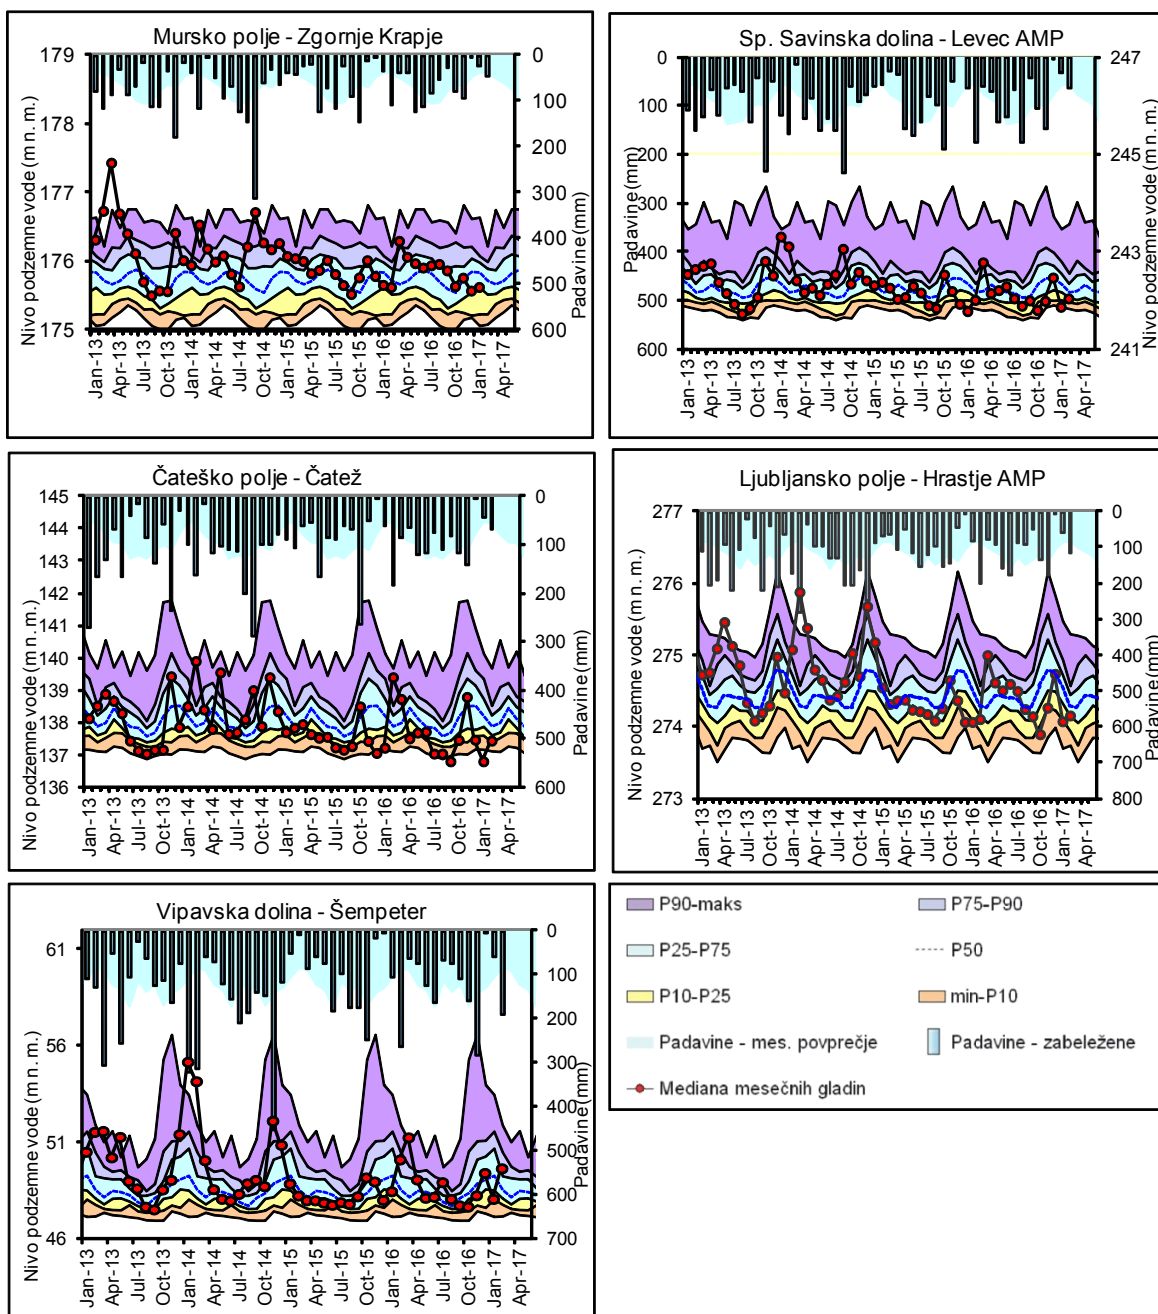 Mursko polje - Zgornje Krapje
Nivo podzemne vode (m n. m.)
179
178
177
176
175
0
100
200
300
400
500
600
Padavine (mm)
Jan-13
Apr-13
Jul-13
Oct-13
Jan-14
Apr-14
Jul-14
Oct-14
Jan-15
Apr-15
Jul-15
Oct-15
Jan-16
Apr-16
Jul-16
Oct-16
Jan-17
Apr-17
Sp. Savinska dolina - Levec AMP
Padavine (mm)
0
100
200
300
400
500
600
247
245
243
241
Nivo podzemne vode (m n. m.)
Jan-13
Apr-13
Jul-13
Oct-13
Jan-14
Apr-14
Jul-14
Oct-14
Jan-15
Apr-15
Jul-15
Oct-15
Jan-16
Apr-16
Jul-16
Oct-16
Jan-17
Apr-17
Čateško polje - Čatež
Nivo podzemne vode (m n. m.)
145
144
143
142
141
140
139
138
137
136
0
100
200
300
400
500
600
Padavine (mm)
Jan-13
Apr-13
Jul-13
Oct-13
Jan-14
Apr-14
Jul-14
Oct-14
Jan-15
Apr-15
Jul-15
Oct-15
Jan-16
Apr-16
Jul-16
Oct-16
Jan-17
Apr-17
Ljubljansko polje - Hrastje AMP
Nivo podzemne vode (m n. m.)
277
276
275
274
273
0
100
200
300
400
500
600
700
800
Padavine (mm)
Jan-13
Apr-13
Jul-13
Oct-13
Jan-14
Apr-14
Jul-14
Oct-14
Jan-15
Apr-15
Jul-15
Oct-15
Jan-16
Apr-16
Jul-16
Oct-16
Jan-17
Apr-17
Vipavska dolina - Šempeter
Nivo podzemne vode (m n. m.)
61
56
51
46
0
100
200
300
400
500
600
700
Padavine (mm)
Jan-13
Apr-13
Jul-13
Oct-13
Jan-14
Apr-14
Jul-14
Oct-14
Jan-15
Apr-15
Jul-15
Oct-15
Jan-16
Apr-16
Jul-16
Oct-16
Jan-17
Apr-17
P90-maks
P75-P90
P25-P75
P50
P10-P25
min-P10
Padavine - mes. povprečje
Padavine - zabeležene
Mediana mesečnih gladin